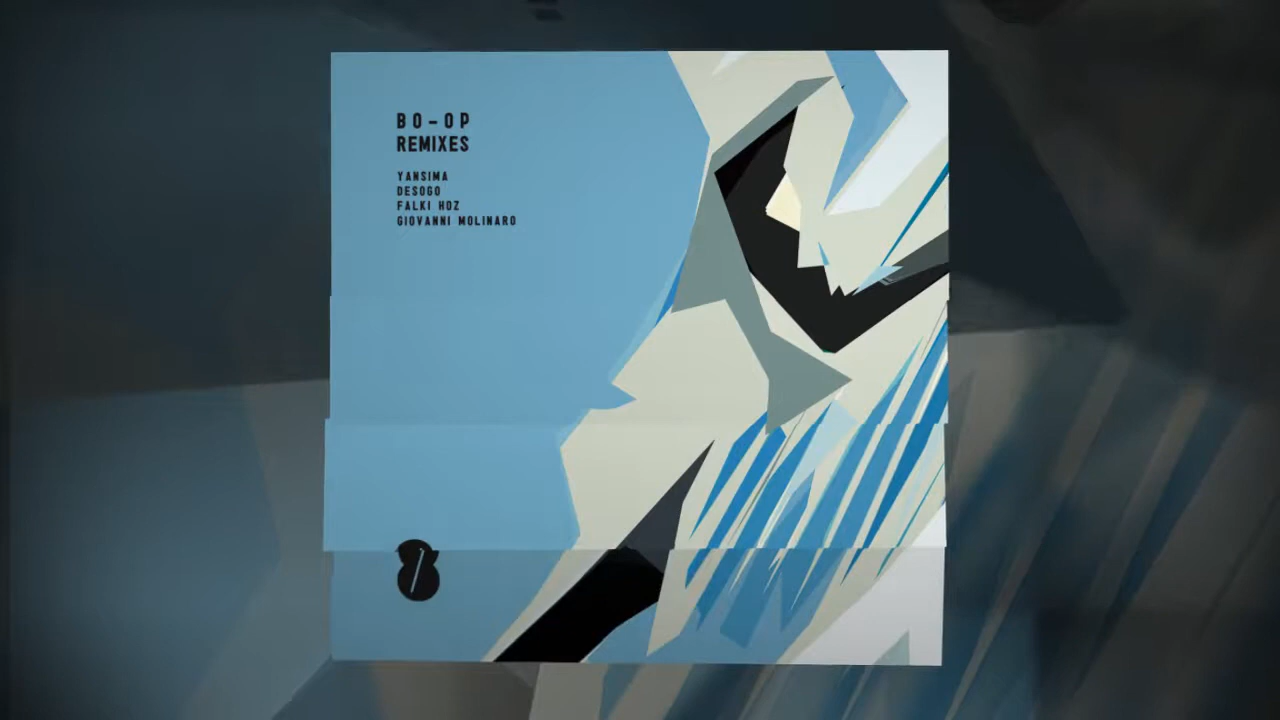 BO-OP
REMIXES
YANSIMA
DESOGO
FALKI HOZ
GIOVANNI MOLINARO